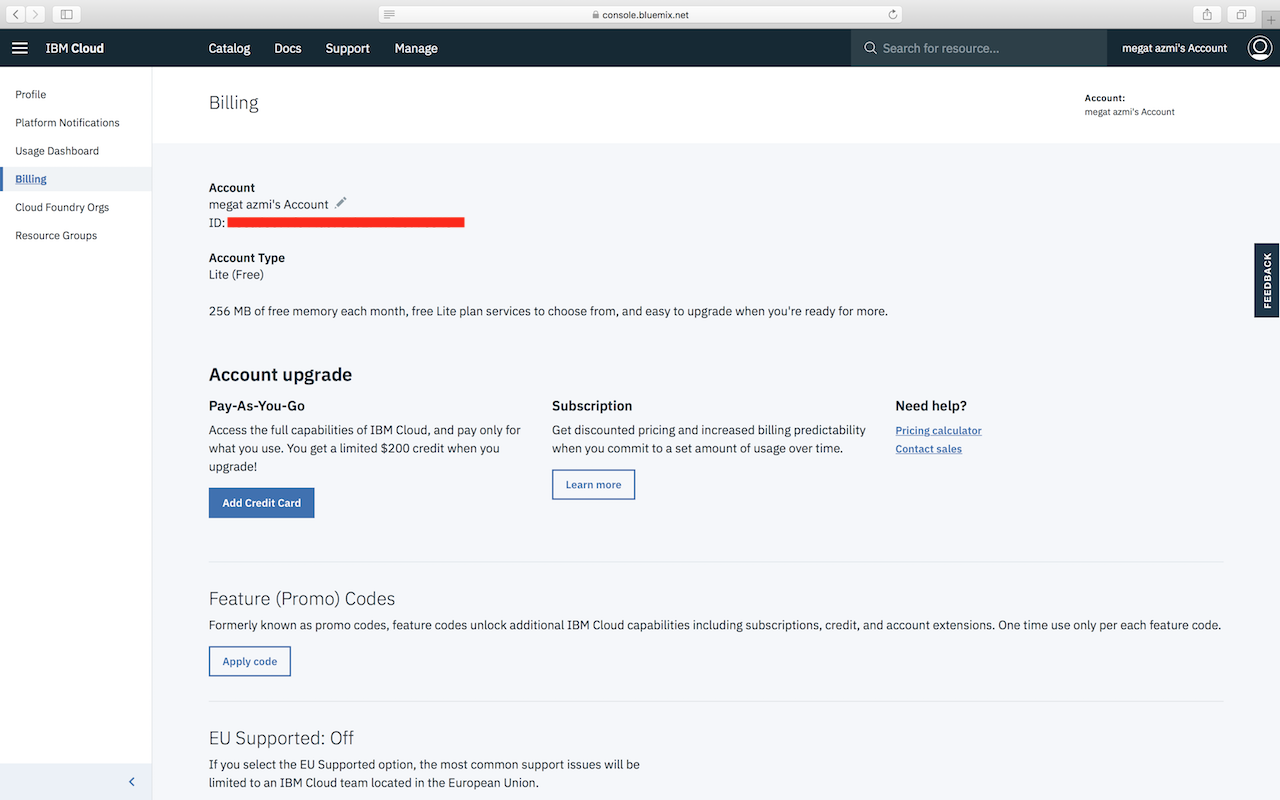 console.bluemix.net
IBM Cloud
Catalog
Docs
Support
Manage
Search for resource...
megat azmi's Account
Profile
Platform Notifications
Usage Dashboard
Billing
Cloud Foundry Orgs
Resource Groups
Billing
Account:
megat azmi's Account
Account
megat azmi's Account
ID:
Account Type
Lite (Free)
256 MB of free memory each month, free Lite plan services to choose from, and easy to upgrade when you're ready for more.
FEEDBACK
Account upgrade
Pay-As-You-Go
Access the full capabilities of IBM Cloud, and pay only for
what you use. You get a limited $200 credit when you
upgrade!
Add Credit Card
Subscription
Get discounted pricing and increased billing predictability
when you commit to a set amount of usage over time.
Learn more
Need help?
Pricing calculator
Contact sales
Feature (Promo) Codes
Formerly known as promo codes, feature codes unlock additional IBM Cloud capabilities including subscriptions, credit, and account extensions. One time use only per each feature code.
Apply code
EU Supported: Off
If you select the EU Supported option, the most common support issues will be
limited to an IBM Cloud team located in the European Union.